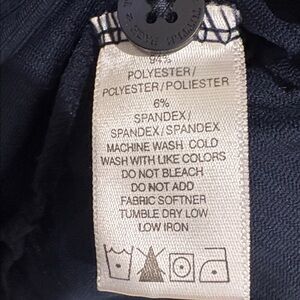 94%
POLYESTER/
POLYESTER/POLIESTER
6%
SPANDEX/
SPANDEX/SPANDEX
MACHINE WASH COLD
WASH WITH LIKE COLORS
DO NOT BLEACH
DO NOT ADD
FABRIC SOFTNER
TUMBLE DRY LOW
LOW IRON